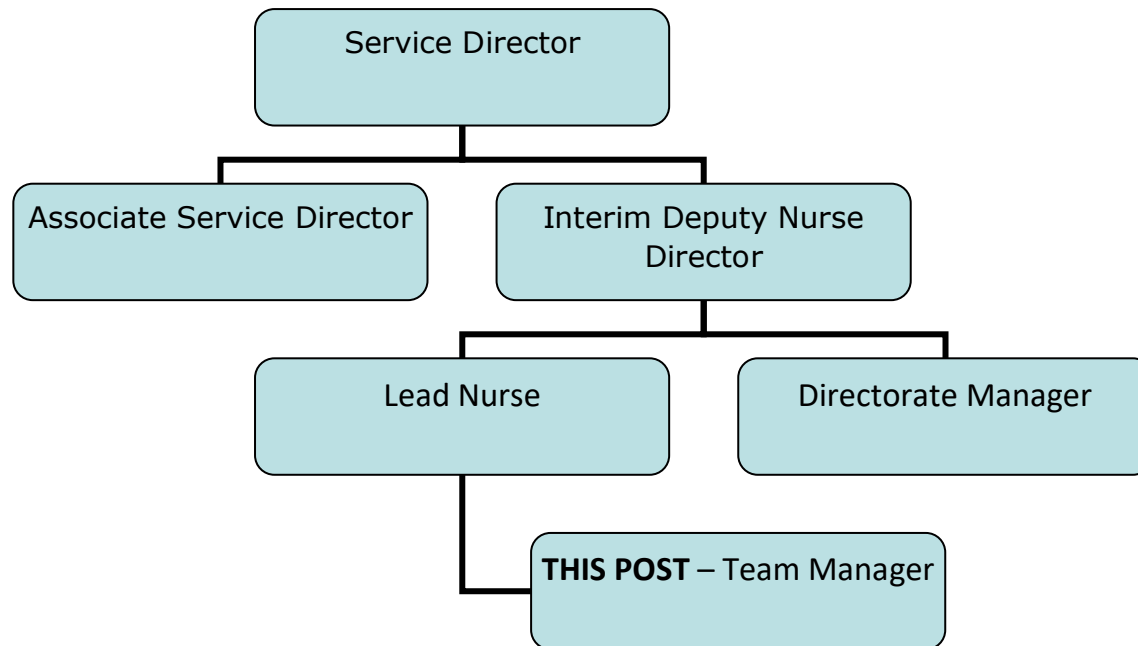 Service Director
Associate Service Director
Interim Deputy Nurse
Director
Lead Nurse
Directorate Manager
THIS POST – Team Manager